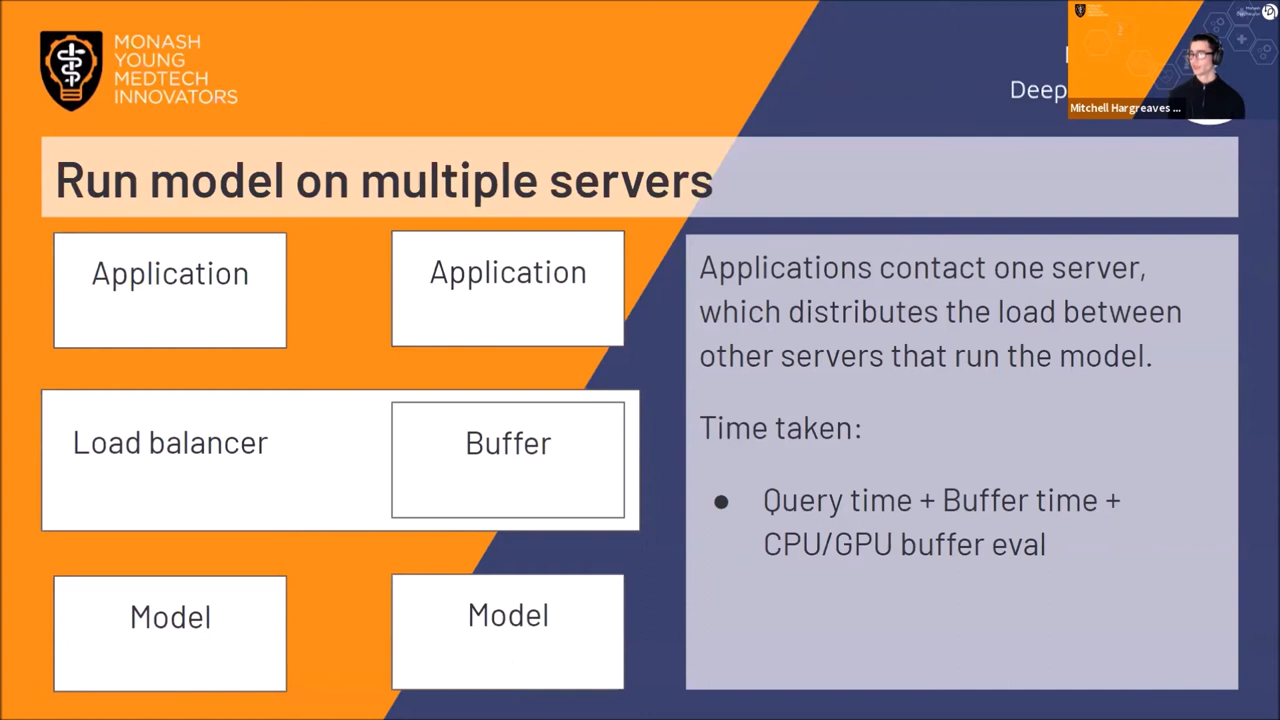 MONASH
YOUNG
MEDTECH
INNOVATORS
Deep
Mitchell Hargreaves ...
Run model on multiple servers
Application
Application
Load balancer
Buffer
Model
Model
Applications contact one server,
which distributes the load between
other servers that run the model.
Time taken:
● Query time + Buffer time +
CPU/GPU buffer eval